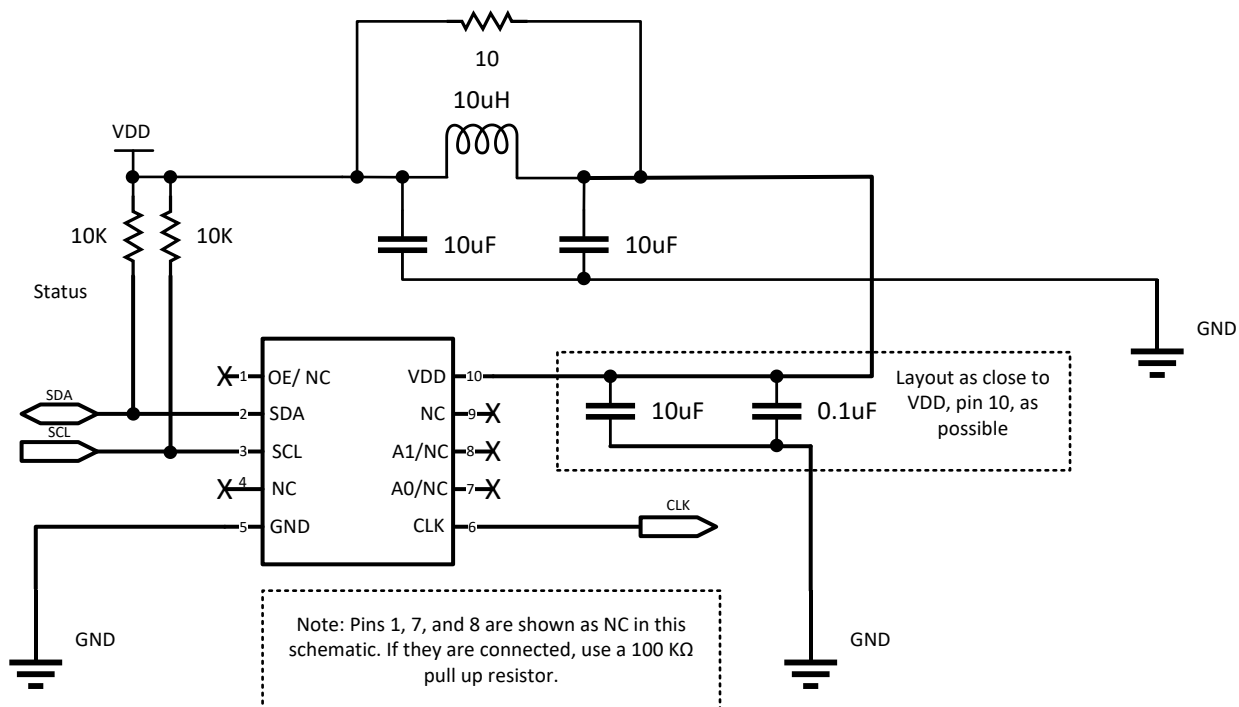 10
10uH
VDD
10K
10K
10uF
10uF
Status
GND
1
OE/ NC
VDD
10
Layout as close to
VDD, pin 10, as
possible
SDA
2
SDA
NC
9
10uF
0.1uF
SCL
3
SCL
A1/NC
8
4
NC
A0/NC
7
5
GND
CLK
6
CLK
Note: Pins 1, 7, and 8 are shown as NC in this
schematic. If they are connected, use a 100 KΩ
pull up resistor.
GND
GND